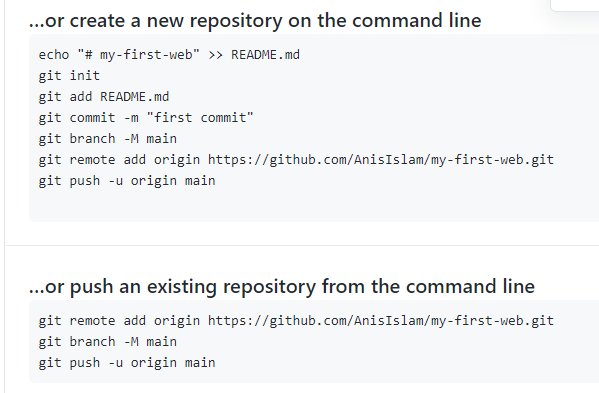 ...or create a new repository on the command line
echo "# my-first-web" >> README.md
git init
git add README.md
git commit -m "first commit"
git branch -M main
git remote add origin https://github.com/AnisIslam/my-first-web.git
git push -u origin main
...or push an existing repository from the command line
git remote add origin https://github.com/AnisIslam/my-first-web.git
git branch -M main
git push -u origin main